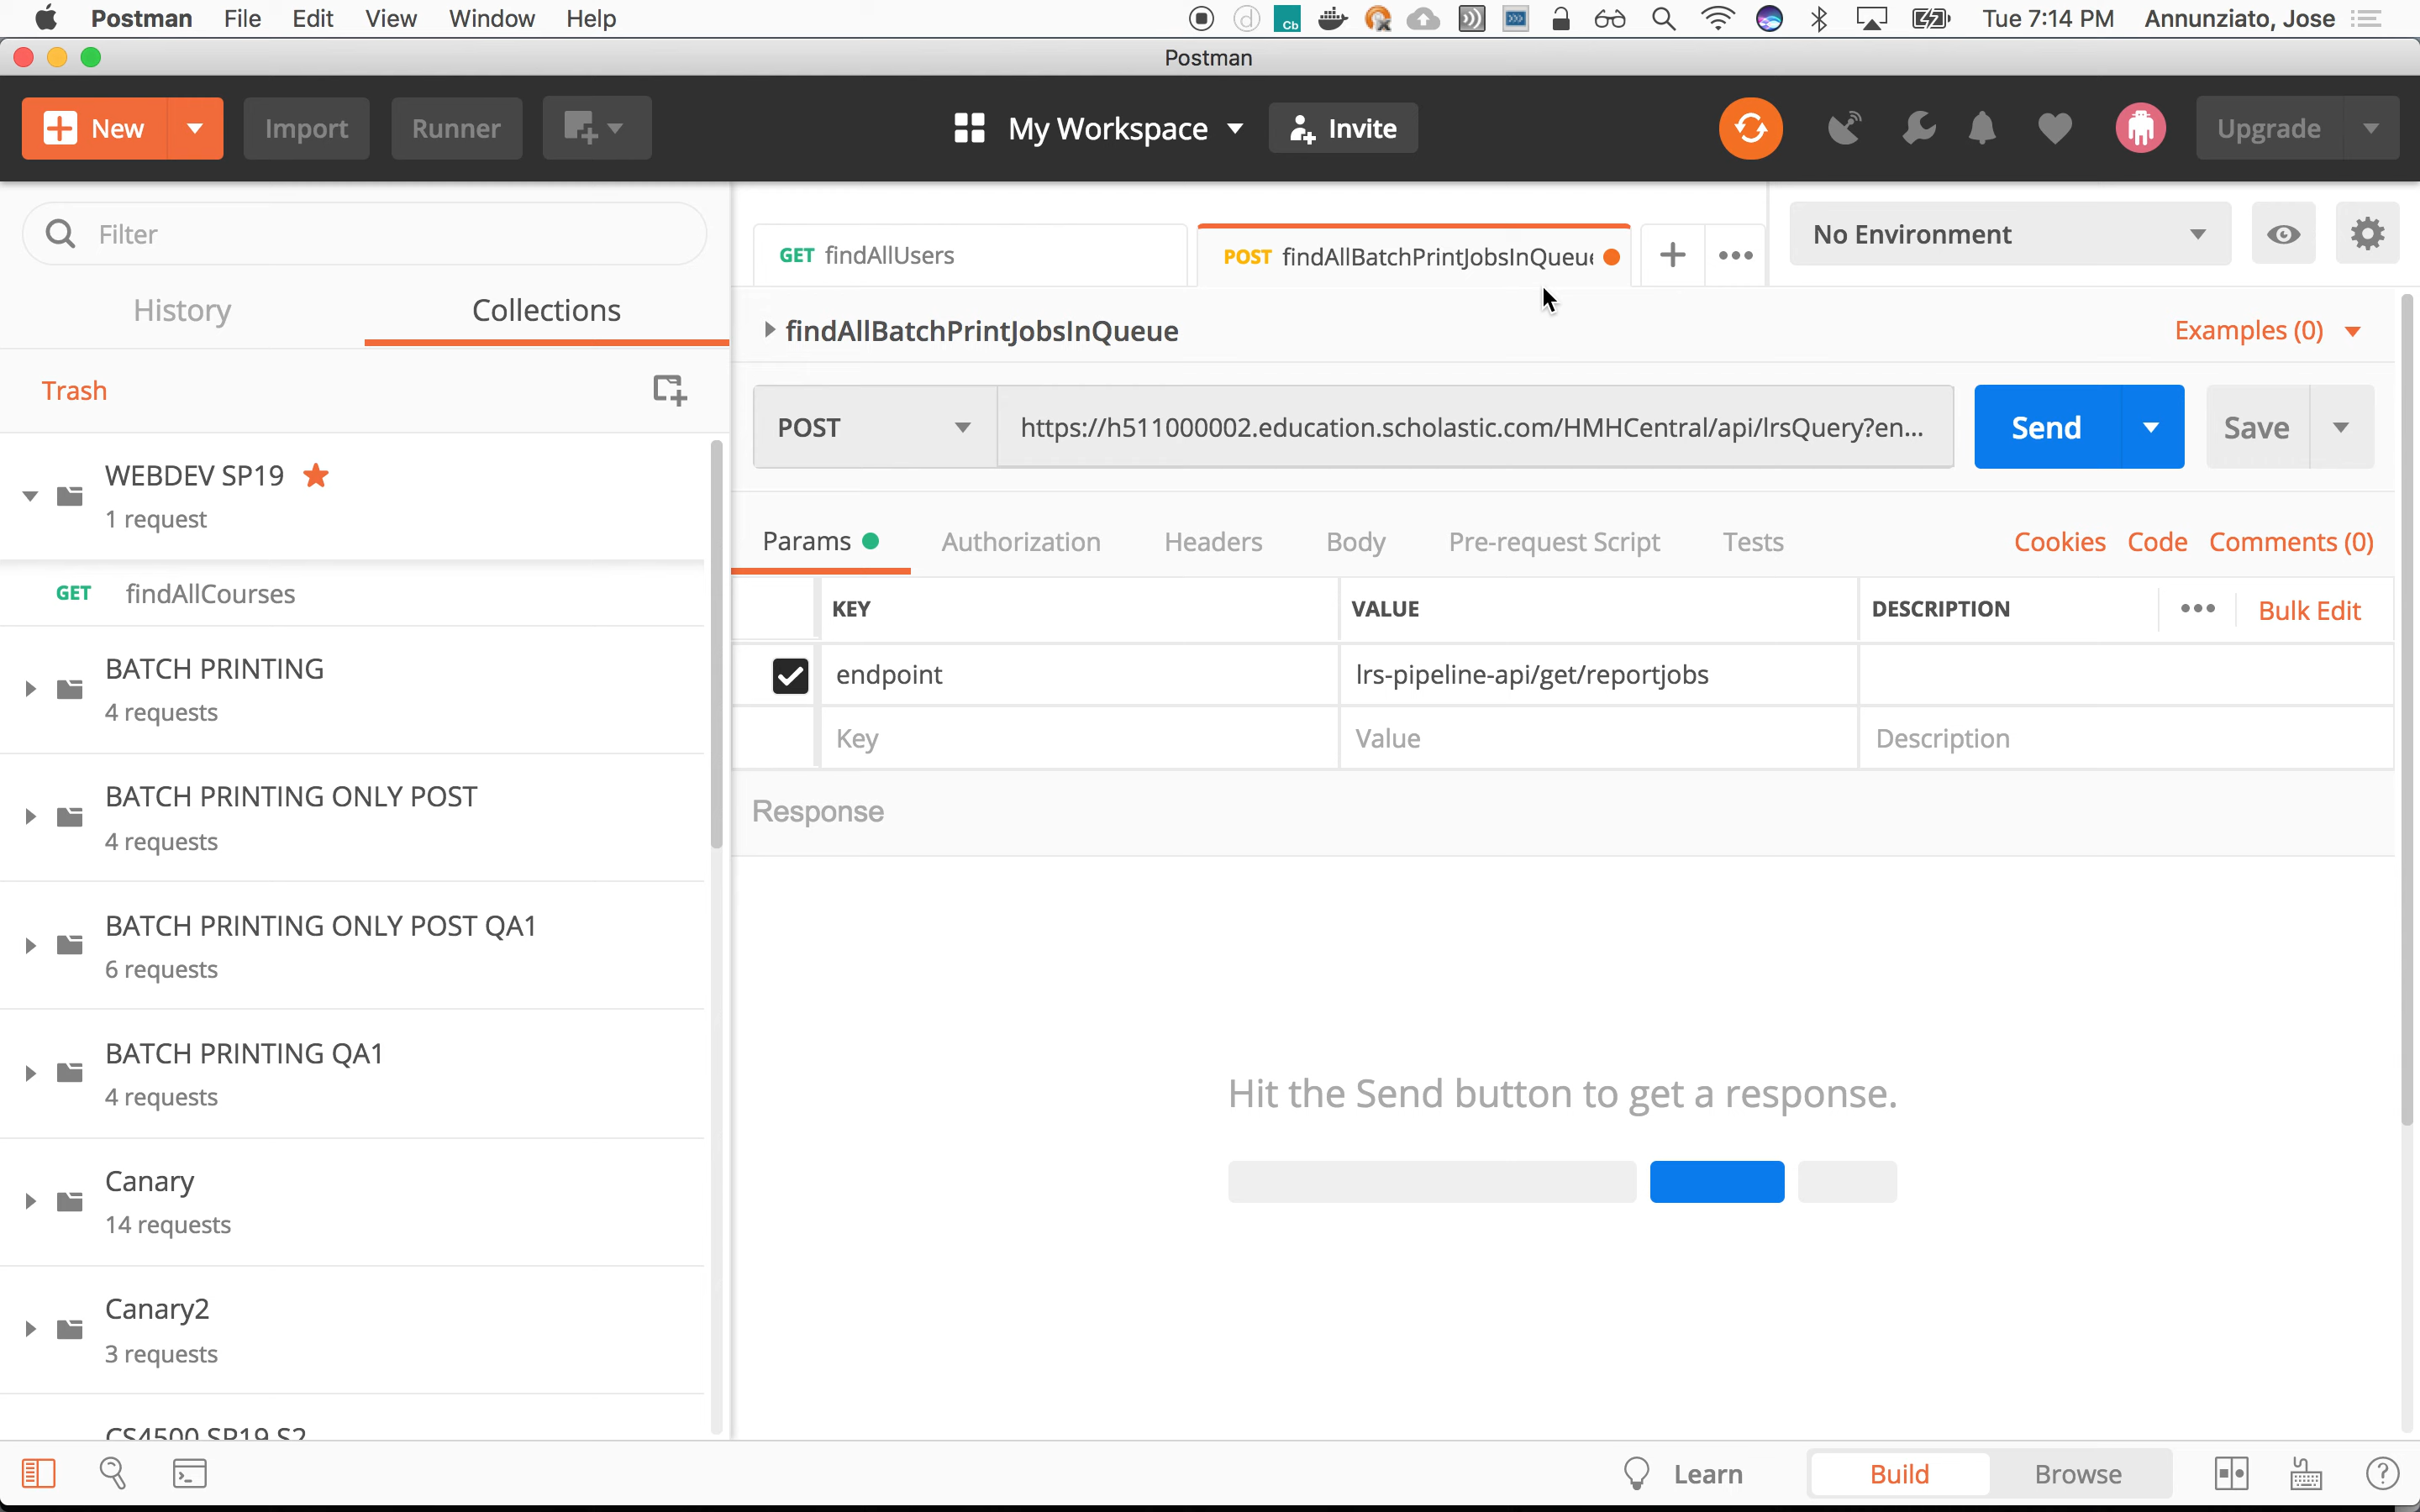 Postman File Edit View Window Help
Cb
d
Tue 7:14 PM Annunziato, Jose
Postman
New Import Runner My Workspace Invite Upgrade
Filter
History Collections
Trash
WEBDEV SP19
1 request
GET findAllCourses
BATCH PRINTING
4 requests
BATCH PRINTING ONLY POST
4 requests
BATCH PRINTING ONLY POST QA1
6 requests
BATCH PRINTING QA1
4 requests
Canary
14 requests
Canary2
3 requests
CS4500 SP19 S2
GET findAllUsers
POST findAllBatchPrintJobsInQueue
No Environment
findAllBatchPrintJobsInQueue
Examples (0)
POST https://h511000002.education.scholastic.com/HMHCentral/api/lrsQuery?en...
Send Save
Params Authorization Headers Body Pre-request Script Tests Cookies Code Comments (0)
KEY VALUE DESCRIPTION Bulk Edit
endpoint lrs-pipeline-api/get/reportjobs
Key Value Description
Response
Hit the Send button to get a response.
Learn Build Browse